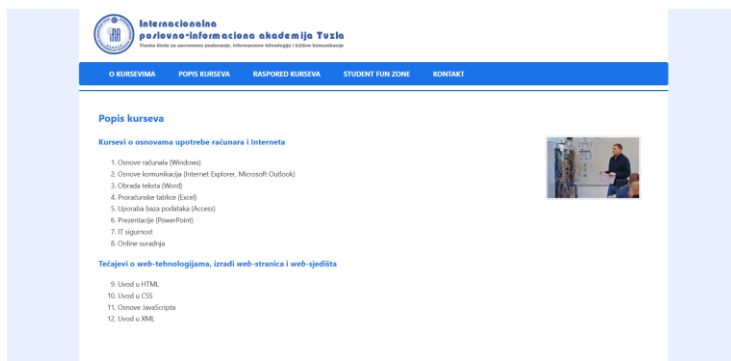 Internacionalna
poslovno-informaciona akademija Tuzla
Visoka škola za savremeno poslovanje, informacione tehnologije i tržišne komunikacije
O KURSEVIMA POPIS KURSEVA RASPORED KURSEVA STUDENT FUN ZONE KONTAKT
Popis kurseva
Kursevi o osnovama upotrebe računara i Interneta
1. Osnove računala (Windows)
2. Osnove komunikacija (Internet Explorer, Microsoft Outlook)
3. Obrada teksta (Word)
4. Proračunske tablice (Excel)
5. Uporaba baza podataka (Access)
6. Prezentacije (PowerPoint)
7. IT sigurnost
8. Online suradnja
Tečajevi o web-tehnologijama, izradi web-stranica i web-sjedišta
9. Uvod u HTML
10. Uvod u CSS
11. Osnove JavaScripta
12. Uvod u XML